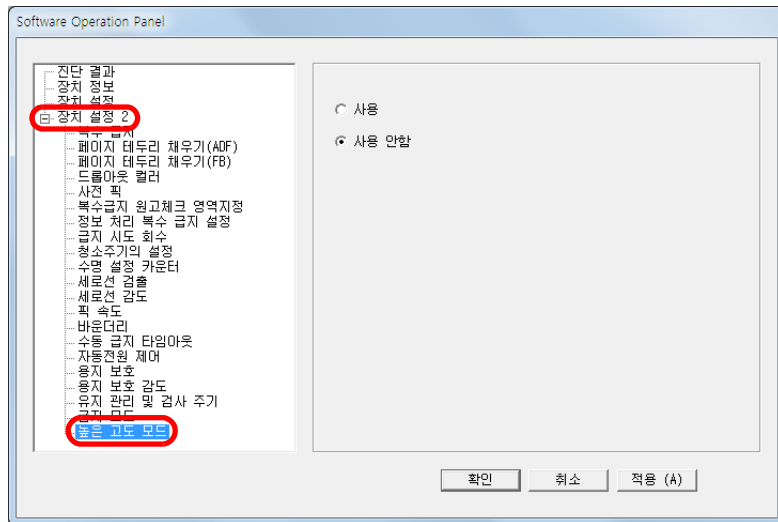 Software Operation Panel
진단 결과
장치 정보
장치 설정
장치 설정 2
복수 급지
페이지 테두리 채우기(ADF)
페이지 테두리 채우기(FB)
드롭아웃 컬러
사전 픽
복수급지 원고체크 영역지정
정보 처리 복수 급지 설정
급지 시도 회수
청소주기의 설정
수명 설정 카운터
세로선 검출
세로선 감도
픽 속도
바운더리
수동 급지 타임아웃
자동전원 제어
용지 보호
용지 보호 감도
유지 관리 및 검사 주기
급지 모드
높은 고도 모드
사용
사용 안함
확인 취소 적용 (A)